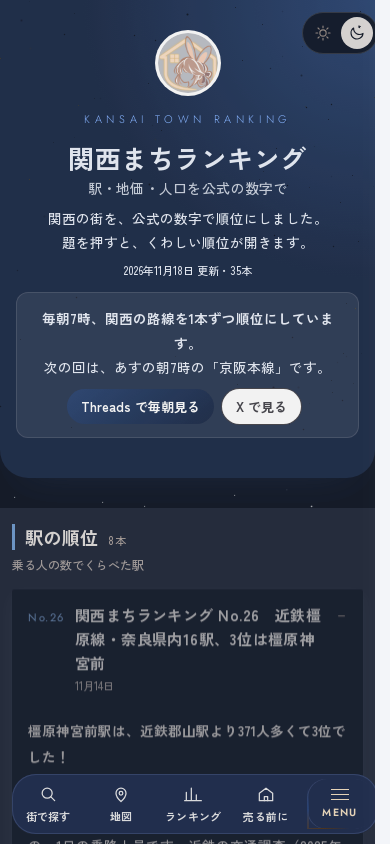 KANSAI TOWN RANKING
関西まちランキング
駅・地価・人口を公式の数字で
関西の街を、公式の数字で順位にしました。
題を押すと、くわしい順位が開きます。
2026年11月18日 更新・35本
毎朝7時、関西の路線を1本ずつ順位にしていま
す。
次の回は、あすの朝7時の「京阪本線」です。
Threads で毎朝見る
X で見る
駅の順位 8本
乗る人の数でくらべた駅
No.26 関西まちランキング No.26 近鉄橿
原線・奈良県内16駅、3位は橿原神
宮前
11月14日
橿原神宮前駅は、近鉄郡山駅より371人多くて3位で
した！
街で探す
地図
ランキング
売る前に
MENU